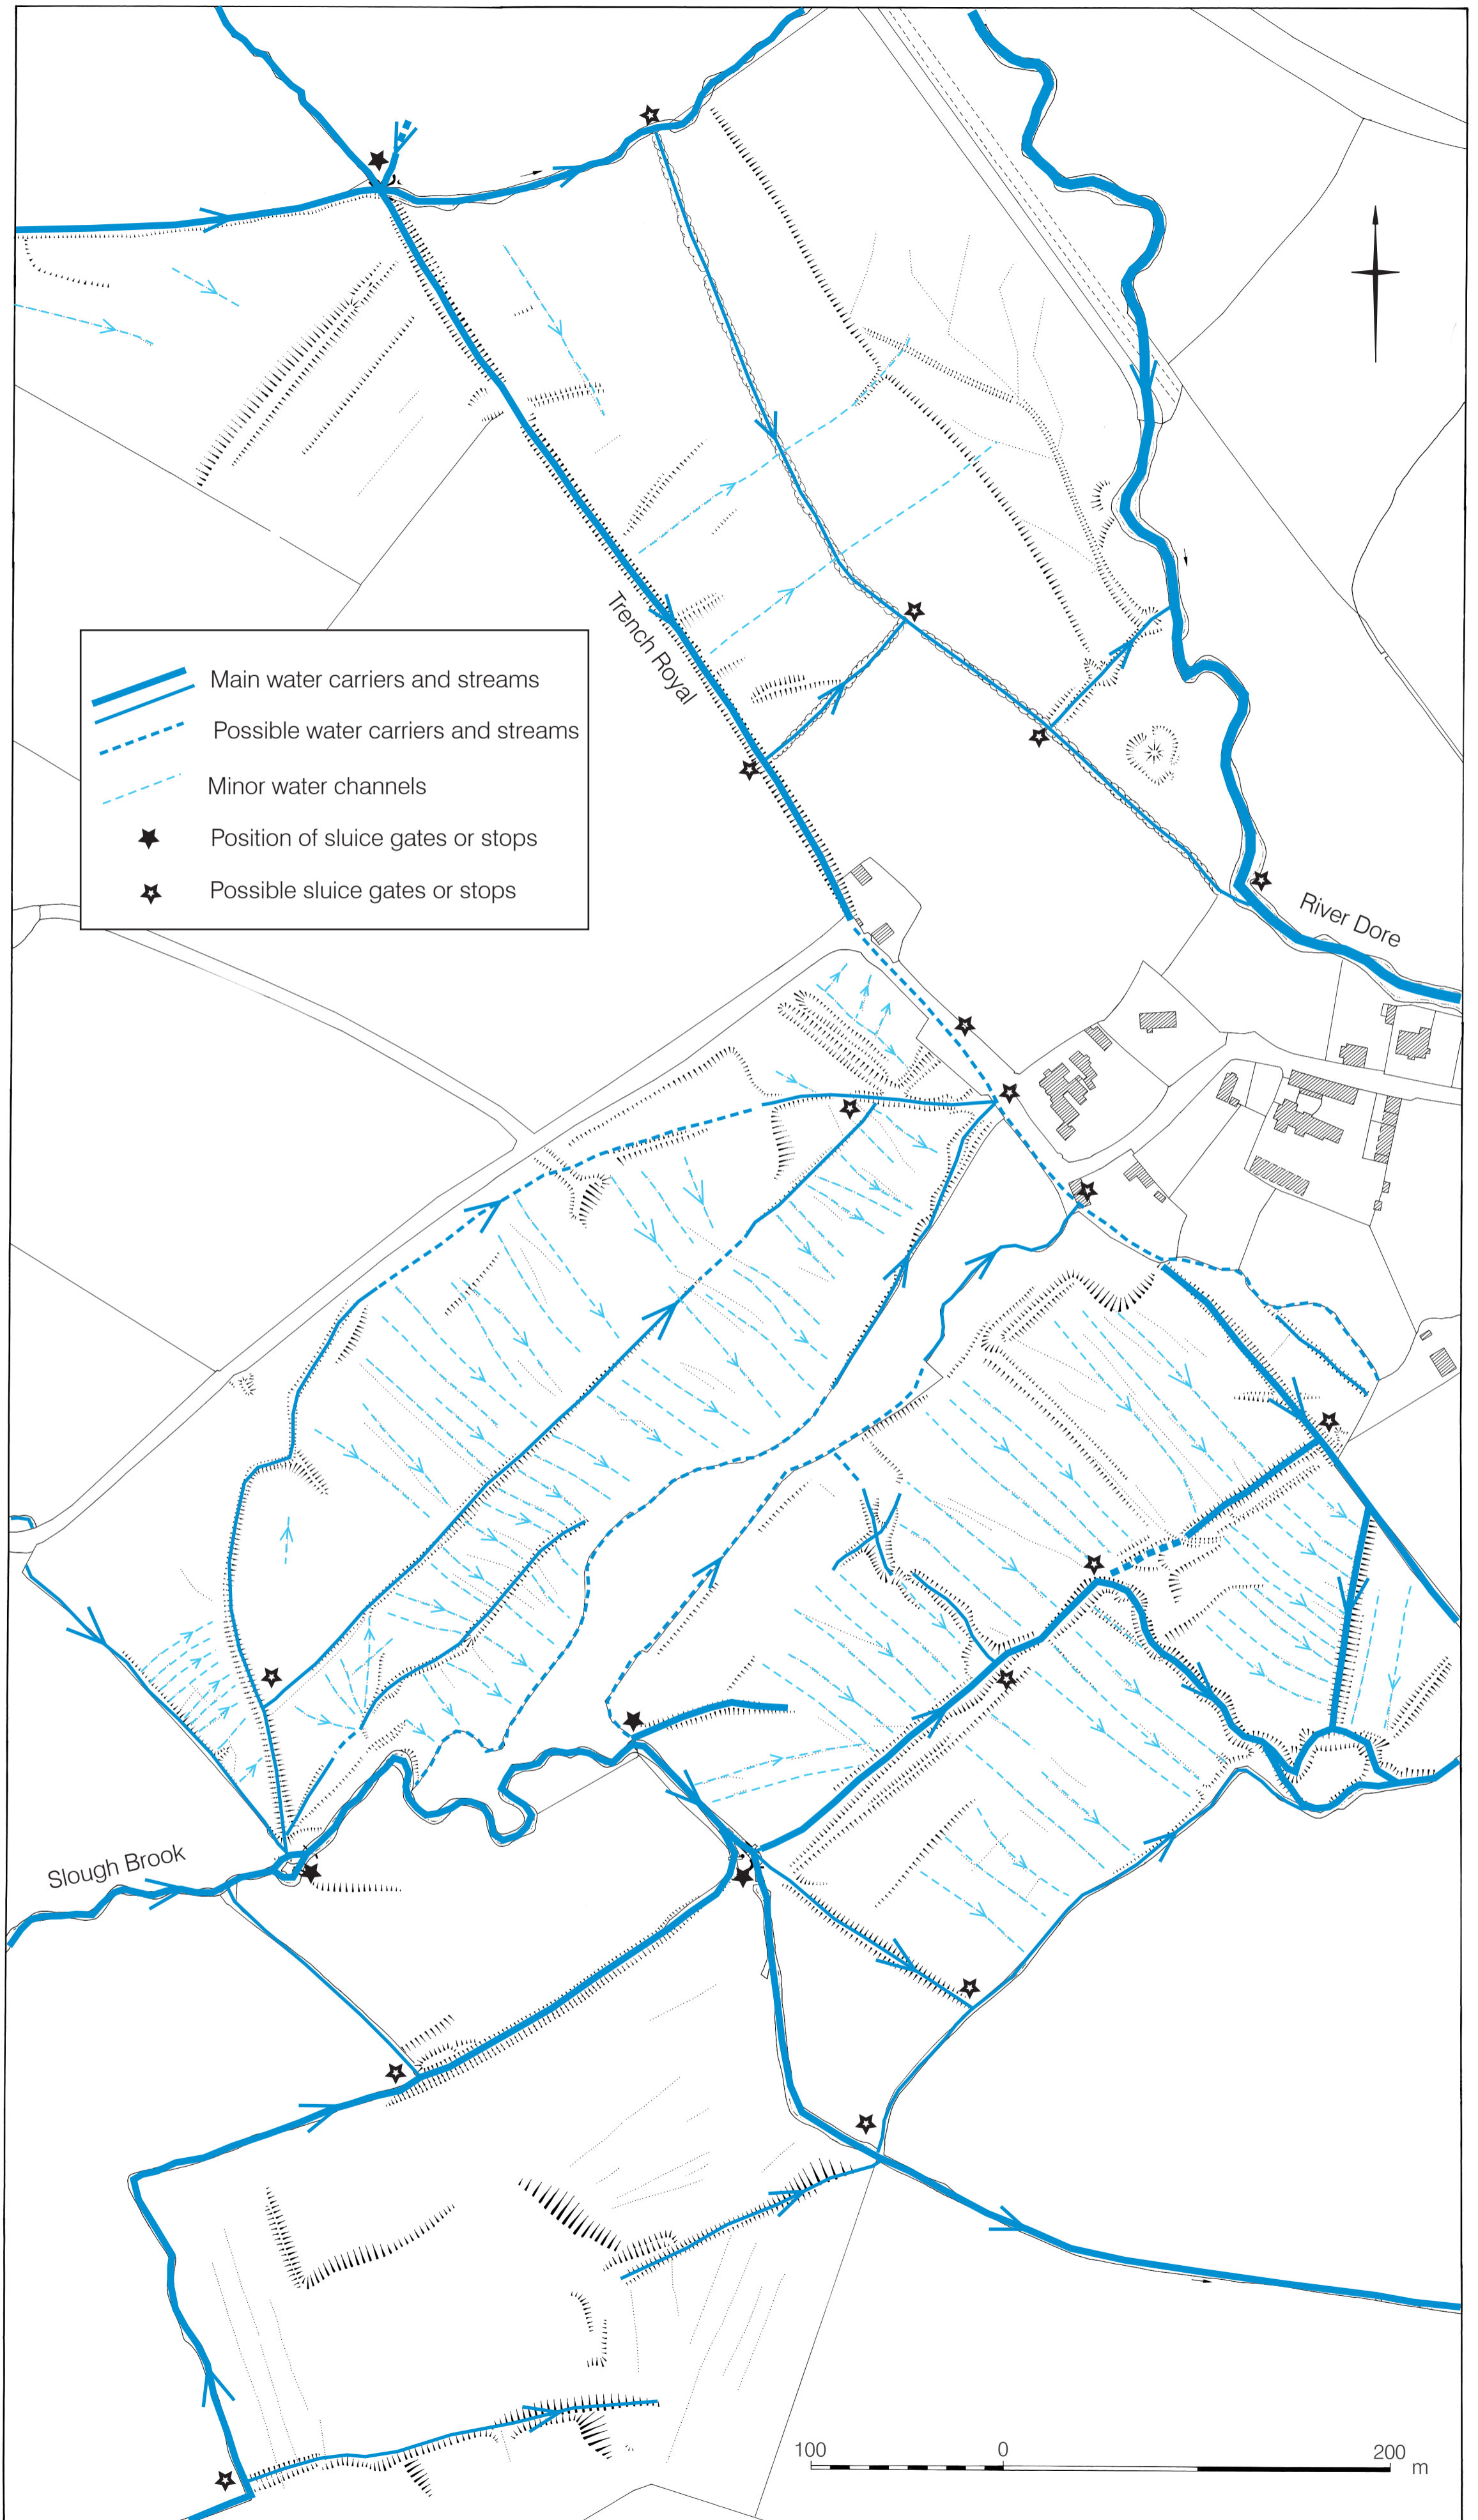 Trench Royal
Main water carriers and streams
Possible water carriers and streams
Minor water channels
Position of sluice gates or stops
Possible sluice gates or stops
River Dore
Slough Brook
100 0 200 m